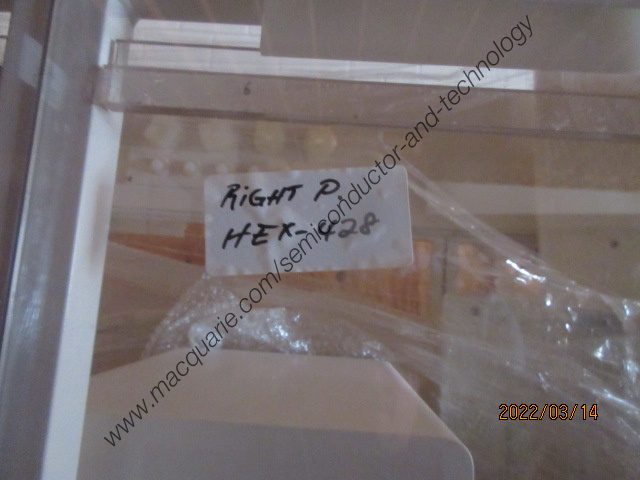 RIGHT P.
HEX-428
www.macquarie.com/semiconductor-and-technology
2022/03/14